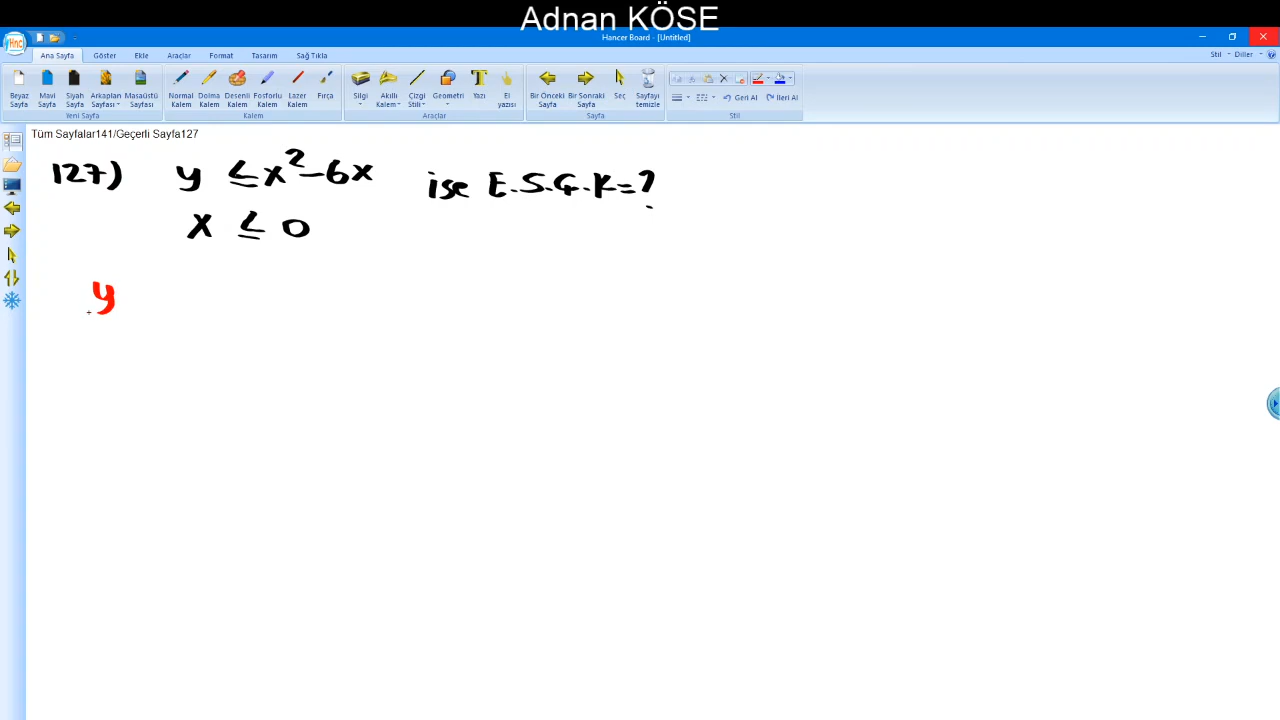 Adnan KÖSE
Hancer Board - [Untitled]
Hnc
Ana Sayfa Göster Ekle Araçlar Format Tasarım Sağ Tıkla Stil Diller
Beyaz Sayfa Mavi Sayfa Siyah Sayfa Arkaplan Sayfası Masaüstü Sayfası Normal Kalem Dolma Kalem Desenli Kalem Fosforlu Kalem Lazer Kalem Fırça Silgi Akıllı Kalem Çizgi Stili Geometri Yazı El yazısı Bir Önceki Sayfa Bir Sonraki Sayfa Seç Sayfayı temizle Geri Al İleri Al
Yeni Sayfa Kalem Araçlar Sayfa Stil
Tüm Sayfalar141/Geçerli Sayfa127
127) y ≤ x² - 6x ise E.S.G.K = ?
x ≤ 0
y